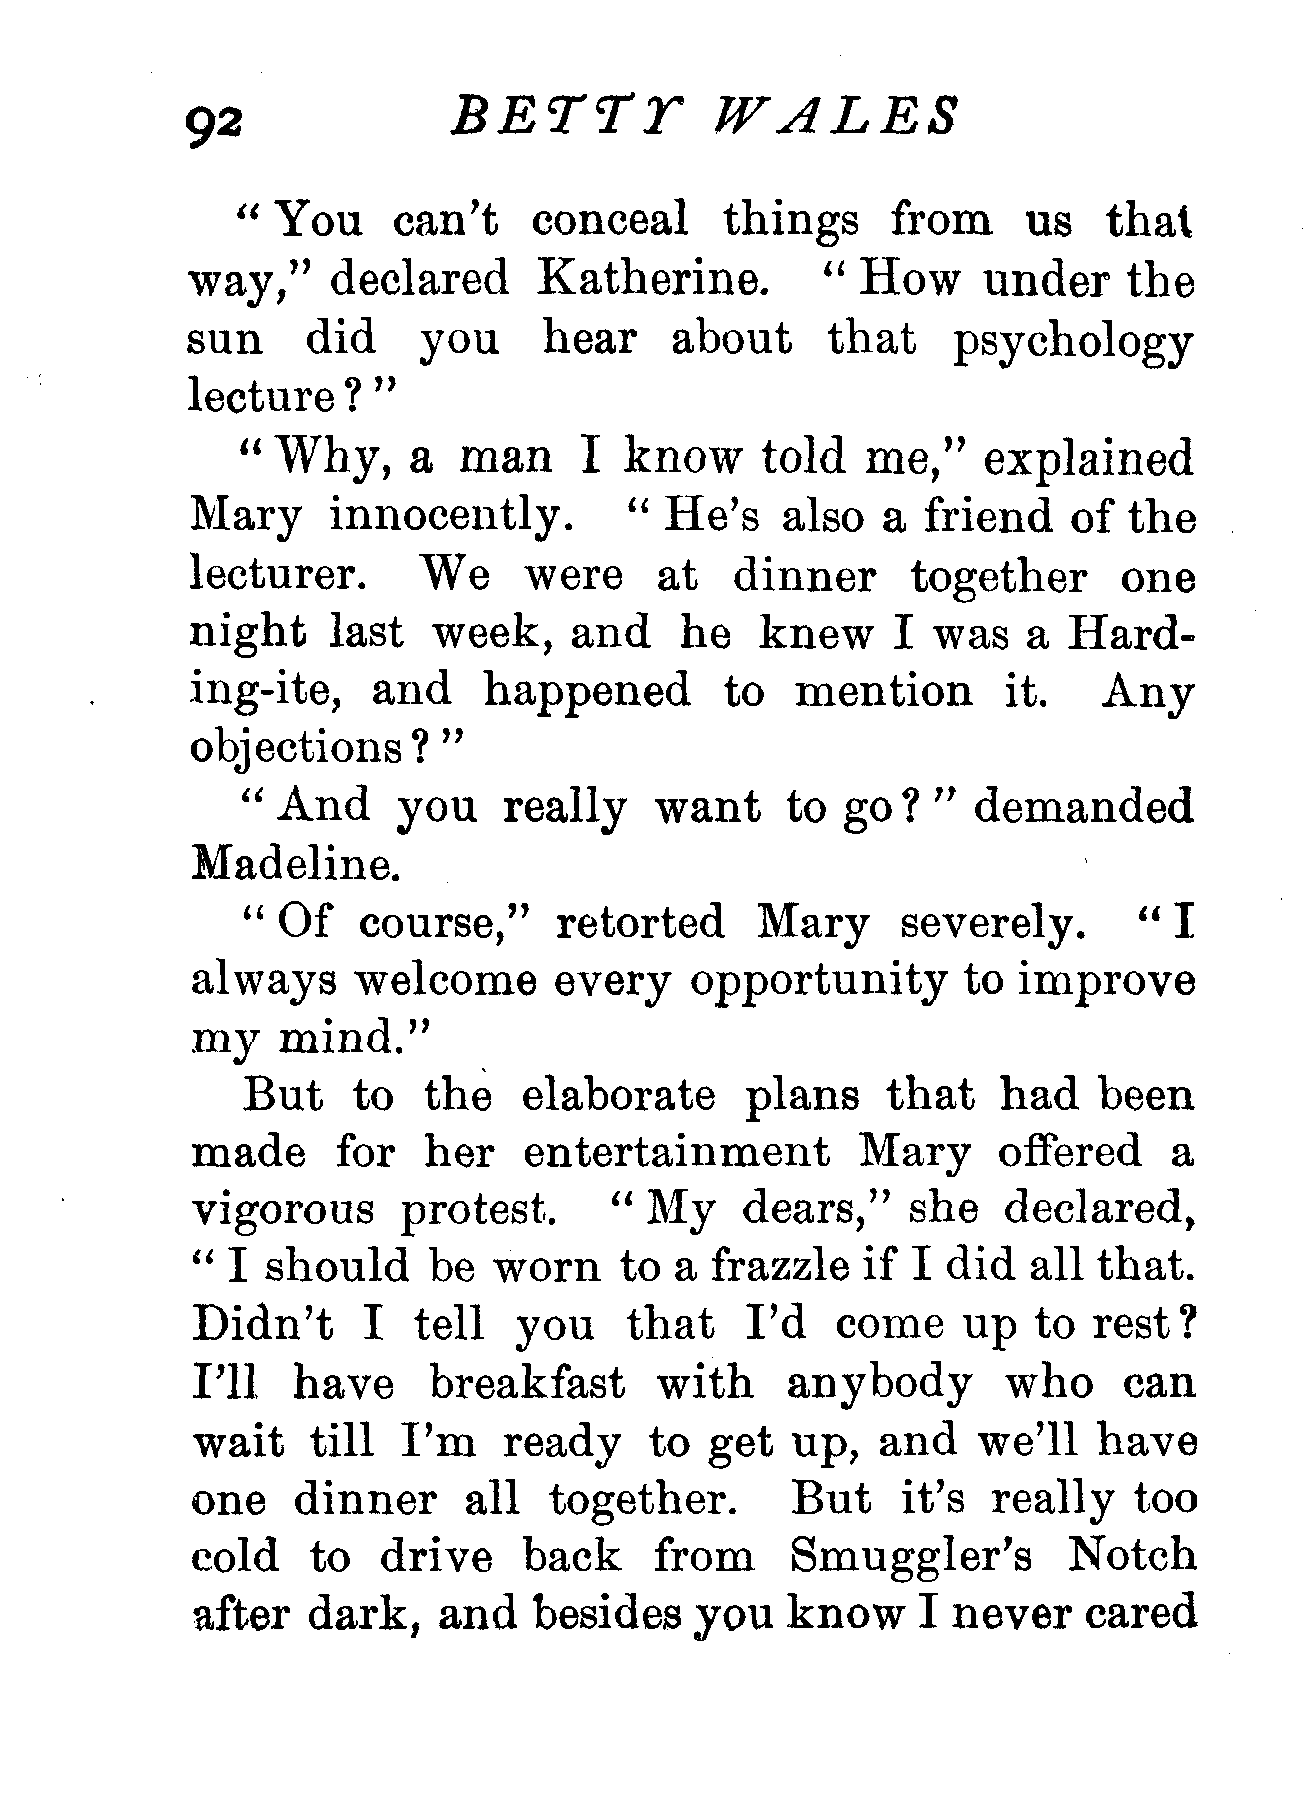 92 BETTY WALES
“ You can’t conceal things from us that
way,” declared Katherine. “ How under the
sun did you hear about that psychology
lecture ? ”
“ Why, a man I know told me,” explained
Mary innocently. “ He’s also a friend of the
lecturer. We were at dinner together one
night last week, and he knew I was a Hard-
ing-ite, and happened to mention it. Any
objections ? ”
“ And you really want to go ? ” demanded
Madeline.
“ Of course,” retorted Mary severely. “ I
always welcome every opportunity to improve
my mind.”
But to the elaborate plans that had been
made for her entertainment Mary offered a
vigorous protest. “ My dears,” she declared,
“ I should be worn to a frazzle if I did all that.
Didn’t I tell you that I’d come up to rest ?
I’ll have breakfast with anybody who can
wait till I’m ready to get up, and we’ll have
one dinner all together. But it’s really too
cold to drive back from Smuggler’s Notch
after dark, and besides you know I never cared